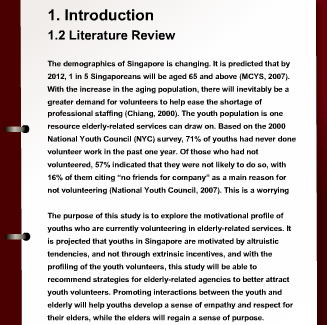 1. Introduction
1.2 Literature Review
The demographics of Singapore is changing. It is predicted that by
2012, 1 in 5 Singaporeans will be aged 65 and above (MCYS, 2007).
With the increase in the aging population, there will inevitably be a
greater demand for volunteers to help ease the shortage of
professional staffing (Chiang, 2000). The youth population is one
resource elderly-related services can draw on. Based on the 2000
National Youth Council (NYC) survey, 71% of youths had never done
volunteer work in the past one year. Of those who had not
volunteered, 57% indicated that they were not likely to do so, with
16% of them citing "no friends for company" as a main reason for
not volunteering (National Youth Council, 2007). This is a worrying
The purpose of this study is to explore the motivational profile of
youths who are currently volunteering in elderly-related services. It
is projected that youths in Singapore are motivated by altruistic
tendencies, and not through extrinsic incentives, and with the
profiling of the youth volunteers, this study will be able to
recommend strategies for elderly-related agencies to better attract
youth volunteers. Promoting interactions between the youth and
elderly will help youths develop a sense of empathy and respect for
their elders, while the elders will regain a sense of purpose.